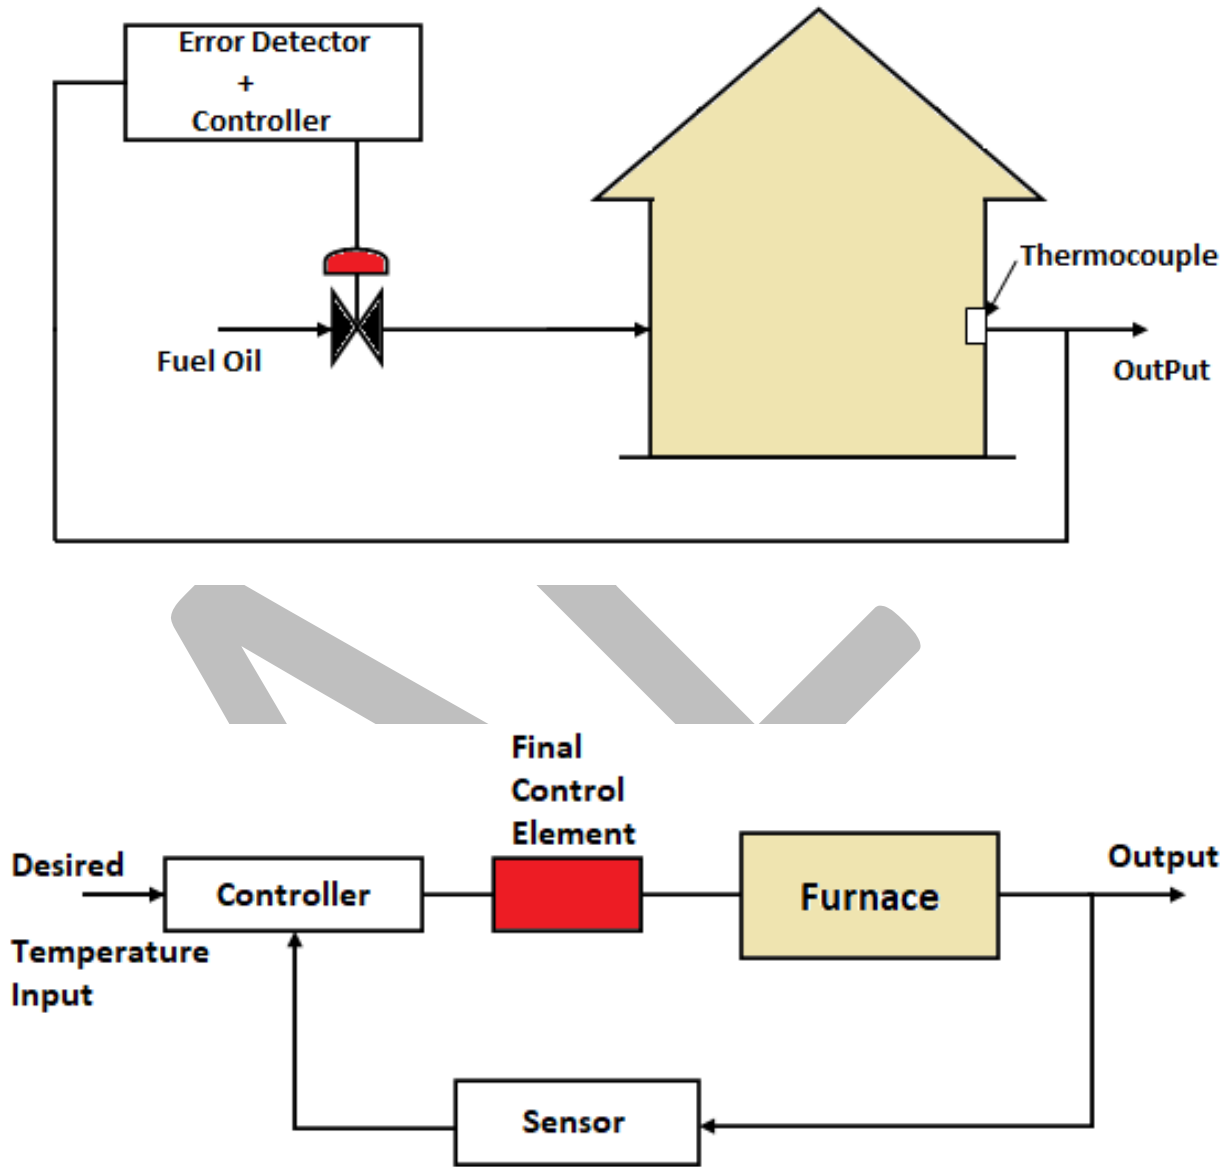 Error Detector
+
Controller
Thermocouple
Fuel Oil
OutPut
Final
Control
Element
Desired
Controller
Furnace
Output
Temperature
Input
Sensor